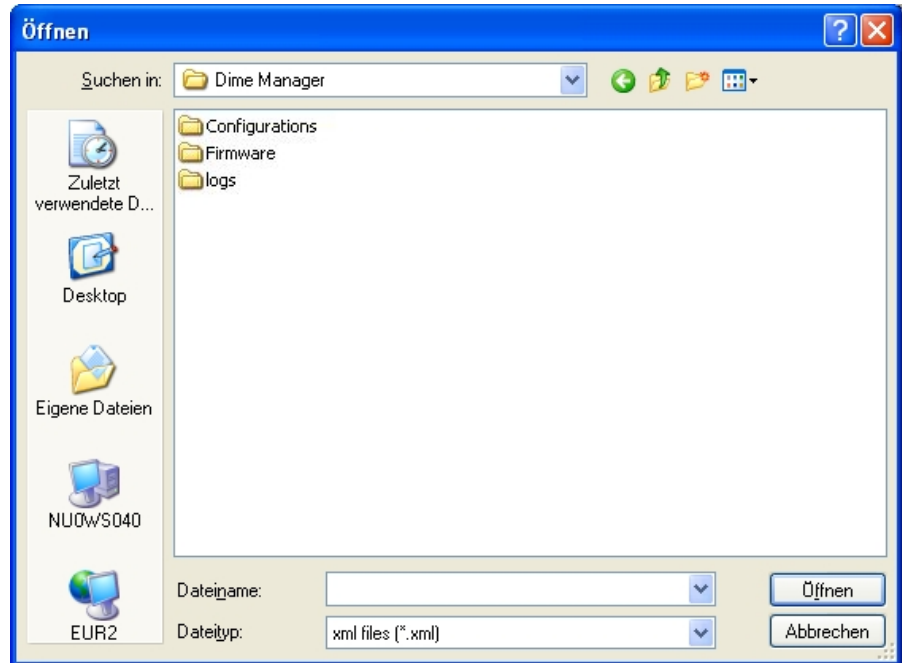 Öffnen
Suchen in:
Dime Manager
Configurations
Firmware
logs
Zuletzt
verwendete D...
Desktop
Eigene Dateien
NU0WS040
EUR2
Dateiname:
Öffnen
Dateityp:
xml files (*.xml)
Abbrechen